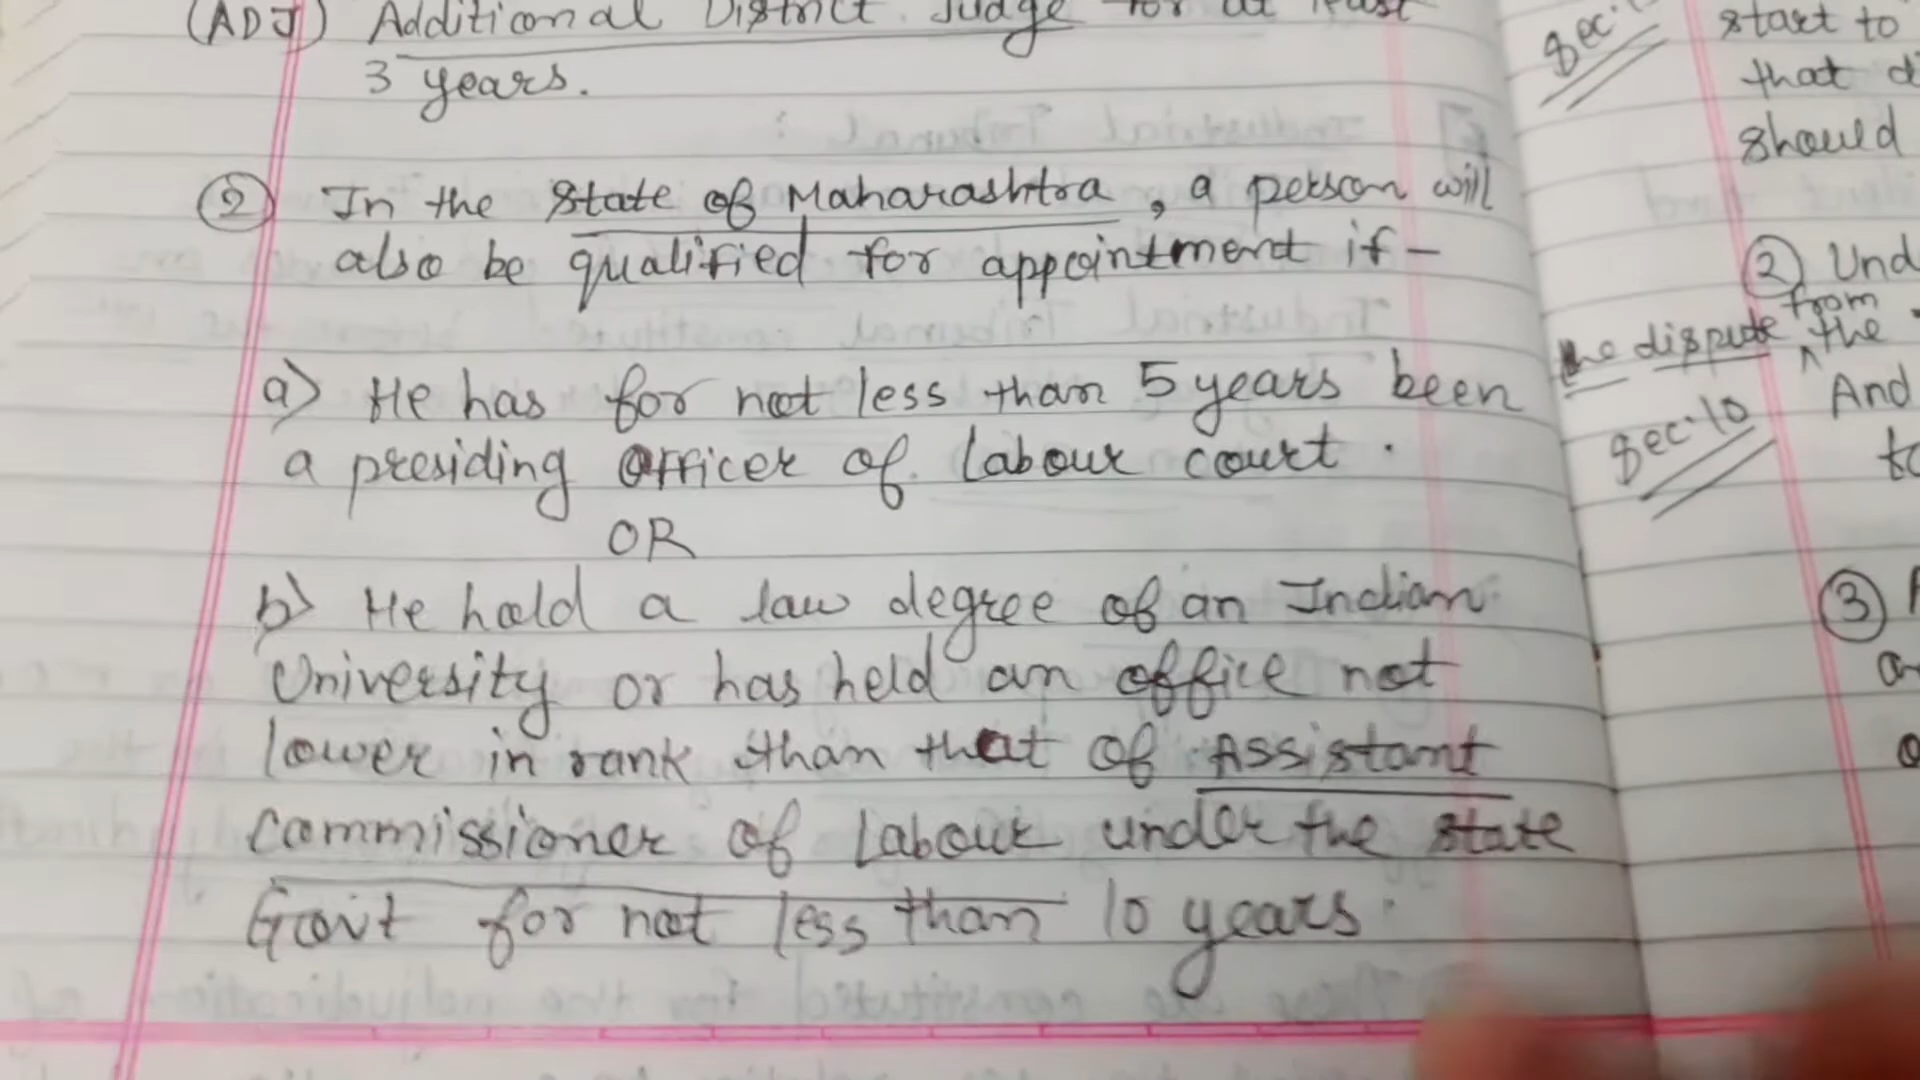 (ADJ) Additional District Judge for at least
3 years.
② In the State of Maharashtra, a person will
also be qualified for appointment if -
a) He has for not less than 5 years been
a presiding officer of Labour court.
OR
b) He hold a law degree of an Indian
University or has held an office not
lower in rank than that of Assistant
Commissioner of Labour under the state
Govt for not less than 10 years.
Sec.
start to
that
should
② Und
from
the dispute ^ the
And
Sec.10
③